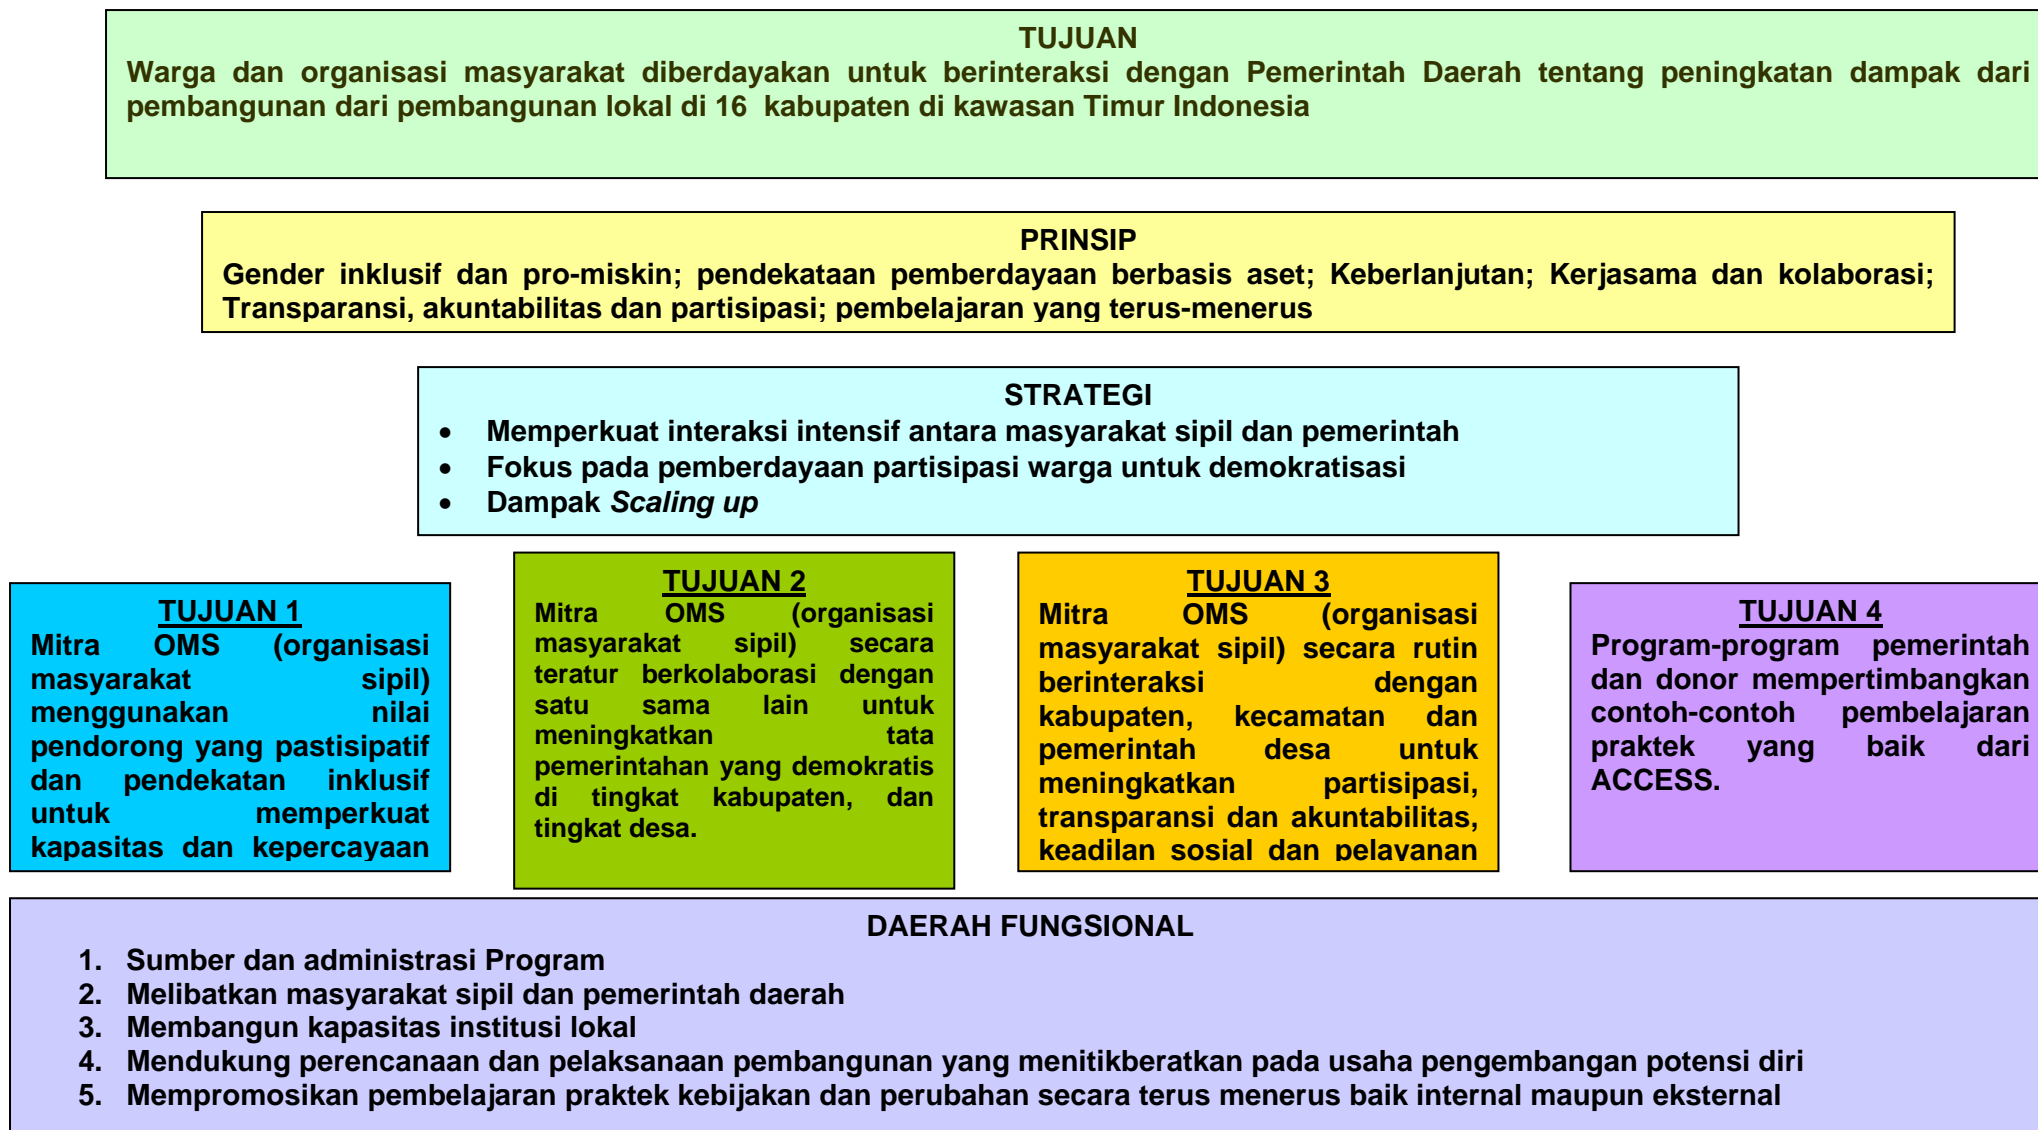 TUJUAN
Warga dan organisasi masyarakat diberdayakan untuk berinteraksi dengan Pemerintah Daerah tentang peningkatan dampak dari
pembangunan dari pembangunan lokal di 16 kabupaten di kawasan Timur Indonesia
PRINSIP
Gender inklusif dan pro-miskin; pendekatan pemberdayaan berbasis aset; Keberlanjutan; Kerjasama dan kolaborasi;
Transparansi, akuntabilitas dan partisipasi; pembelajaran yang terus-menerus
STRATEGI
• Memperkuat interaksi intensif antara masyarakat sipil dan pemerintah
• Fokus pada pemberdayaan partisipasi warga untuk demokratisasi
• Dampak Scaling up
TUJUAN 1
Mitra OMS (organisasi
masyarakat sipil)
menggunakan nilai
pendorong yang pastisipatif
dan pendekatan inklusif
untuk memperkuat
kapasitas dan kepercayaan
TUJUAN 2
Mitra OMS (organisasi
masyarakat sipil) secara
teratur berkolaborasi dengan
satu sama lain untuk
meningkatkan tata
pemerintahan yang demokratis
di tingkat kabupaten, dan
tingkat desa.
TUJUAN 3
Mitra OMS (organisasi
masyarakat sipil) secara rutin
berinteraksi dengan
kabupaten, kecamatan dan
pemerintah desa untuk
meningkatkan partisipasi,
transparansi dan akuntabilitas,
keadilan sosial dan pelayanan
TUJUAN 4
Program-program pemerintah
dan donor mempertimbangkan
contoh-contoh pembelajaran
praktek yang baik dari
ACCESS.
DAERAH FUNGSIONAL
1. Sumber dan administrasi Program
2. Melibatkan masyarakat sipil dan pemerintah daerah
3. Membangun kapasitas institusi lokal
4. Mendukung perencanaan dan pelaksanaan pembangunan yang menitikberatkan pada usaha pengembangan potensi diri
5. Mempromosikan pembelajaran praktek kebijakan dan perubahan secara terus menerus baik internal maupun eksternal